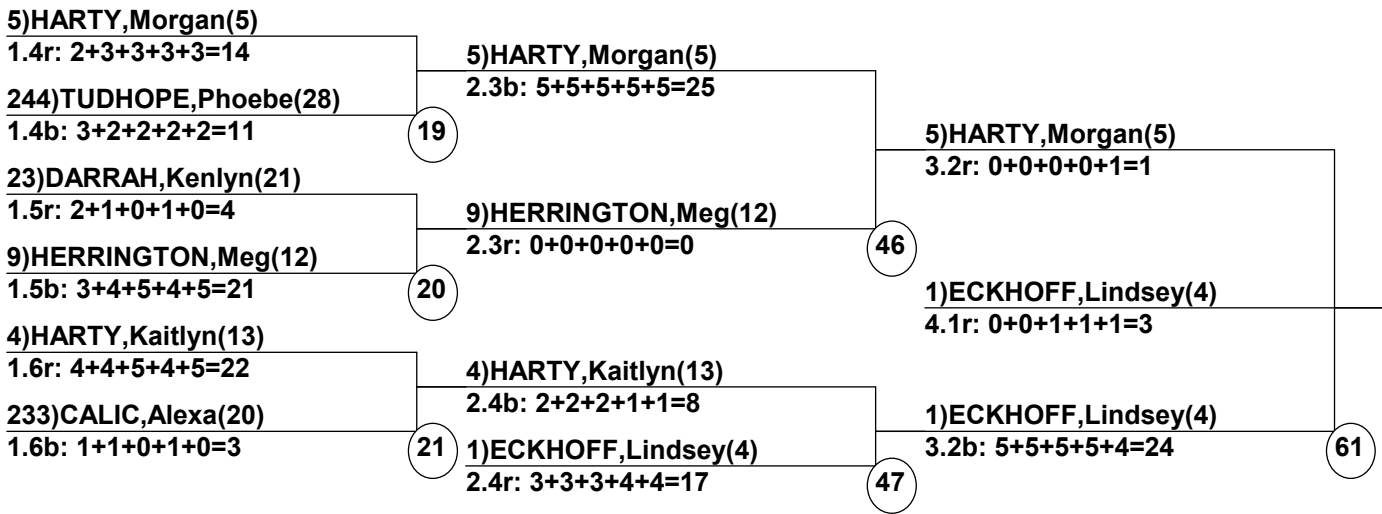 5)HARTY,Morgan(5)
1.4r: 2+3+3+3+3=14
244)TUDHOPE,Phoebe(28)
1.4b: 3+2+2+2+2=11
19
23)DARRAH,Kenlyn(21)
1.5r: 2+1+0+1+0=4
9)HERRINGTON,Meg(12)
1.5b: 3+4+5+4+5=21
20
4)HARTY,Kaitlyn(13)
1.6r: 4+4+5+4+5=22
233)CALIC,Alexa(20)
1.6b: 1+1+0+1+0=3
21
5)HARTY,Morgan(5)
2.3b: 5+5+5+5+5=25
9)HERRINGTON,Meg(12)
2.3r: 0+0+0+0+0=0
46
4)HARTY,Kaitlyn(13)
2.4b: 2+2+2+1+1=8
1)ECKHOFF,Lindsey(4)
2.4r: 3+3+3+4+4=17
47
5)HARTY,Morgan(5)
3.2r: 0+0+0+0+1=1
1)ECKHOFF,Lindsey(4)
4.1r: 0+0+1+1+1=3
1)ECKHOFF,Lindsey(4)
3.2b: 5+5+5+5+4=24
61